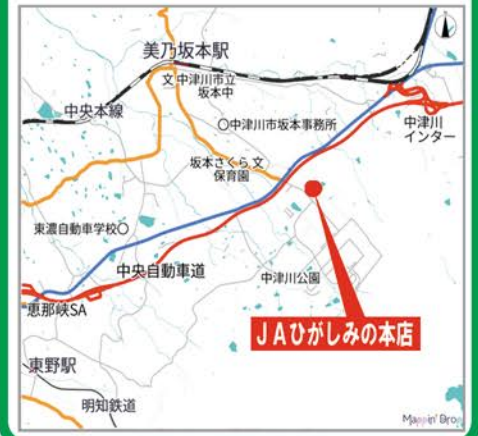 美乃坂本駅
文 中津川市立
坂本中
中央本線
〇中津川市坂本事務所
中津川
インター
坂本さくら 文
保育園
東濃自動車学校〇
中央自動車道
中津川公園
恵那峡SA
JAひがしみの本店
東野駅
明知鉄道
Mappin' Drop